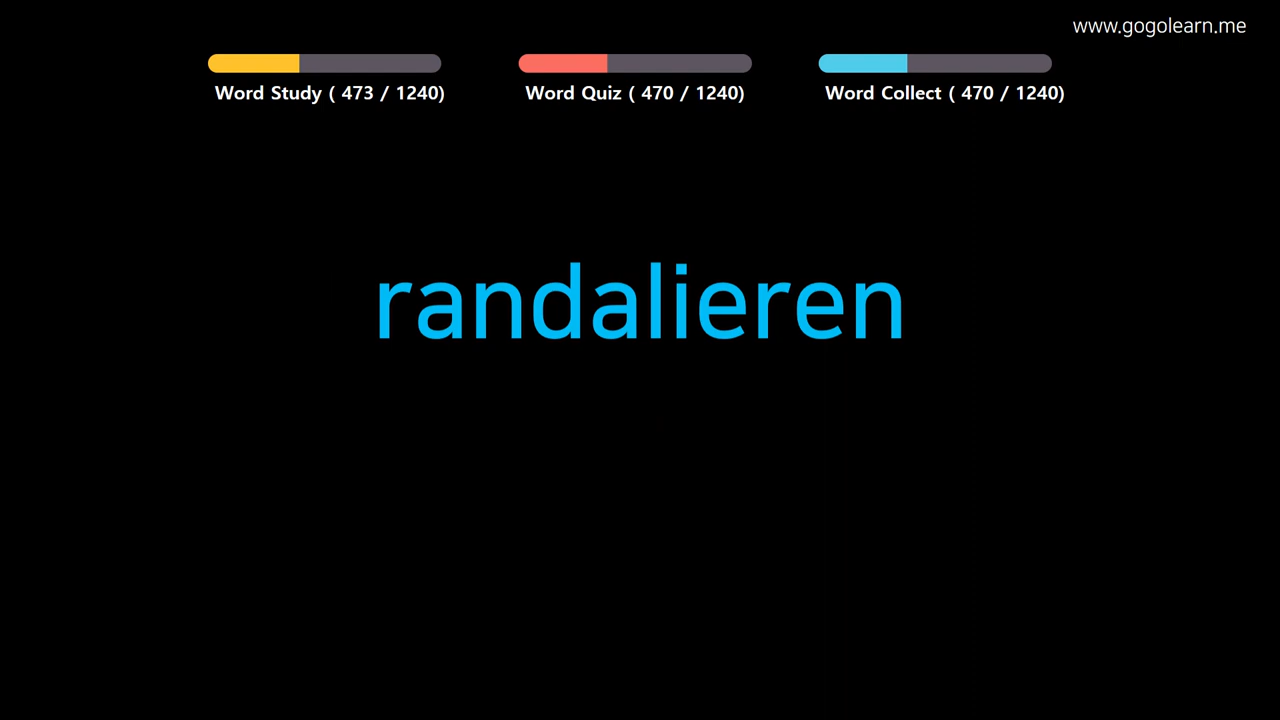 www.gogolearn.me
Word Study ( 473 / 1240)
Word Quiz ( 470 / 1240)
Word Collect ( 470 / 1240)
randalieren